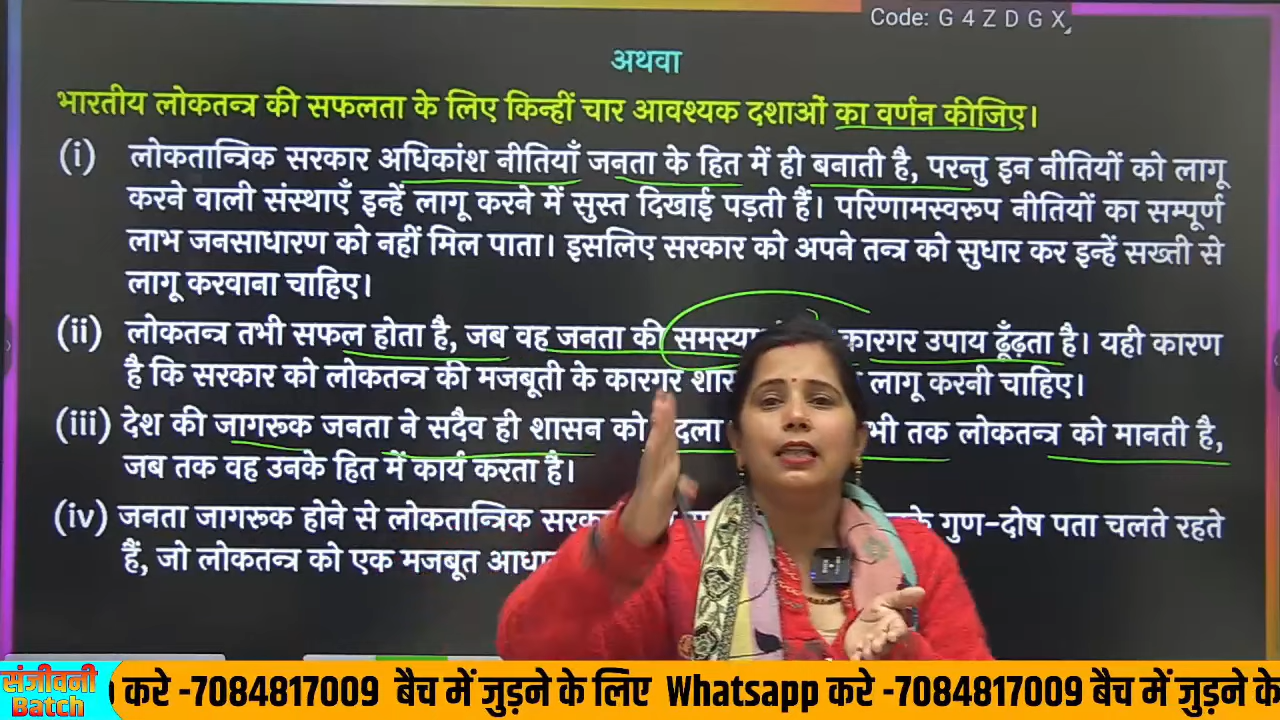 Code: G 4 Z D G X
अथवा
भारतीय लोकतन्त्र की सफलता के लिए किन्हीं चार आवश्यक दशाओं का वर्णन कीजिए।
(i) लोकतान्त्रिक सरकार अधिकांश नीतियाँ जनता के हित में ही बनाती है, परन्तु इन नीतियों को लागू
करने वाली संस्थाएँ इन्हें लागू करने में सुस्त दिखाई पड़ती हैं। परिणामस्वरूप नीतियों का सम्पूर्ण
लाभ जनसाधारण को नहीं मिल पाता। इसलिए सरकार को अपने तन्त्र को सुधार कर इन्हें सख्ती से
लागू करवाना चाहिए।
(ii) लोकतन्त्र तभी सफल होता है, जब वह जनता की कारगर उपाय ढूँढ़ता है। यही कारण
है कि सरकार को लोकतन्त्र की मजबूती के कारगर लागू करनी चाहिए।
(iii) देश की जागरूक जनता ने सदैव ही शासन को तक लोकतन्त्र को मानती है,
जब तक वह उनके हित में कार्य करता है।
(iv) जनता जागरूक होने से लोकतान्त्रिक गुण-दोष पता चलते रहते
हैं, जो लोकतन्त्र को एक मजबूत
संजीवनी
Batch
करे -7084817009 बैच में जुड़ने के लिए Whatsapp करे -7084817009 बैच में जुड़ने के